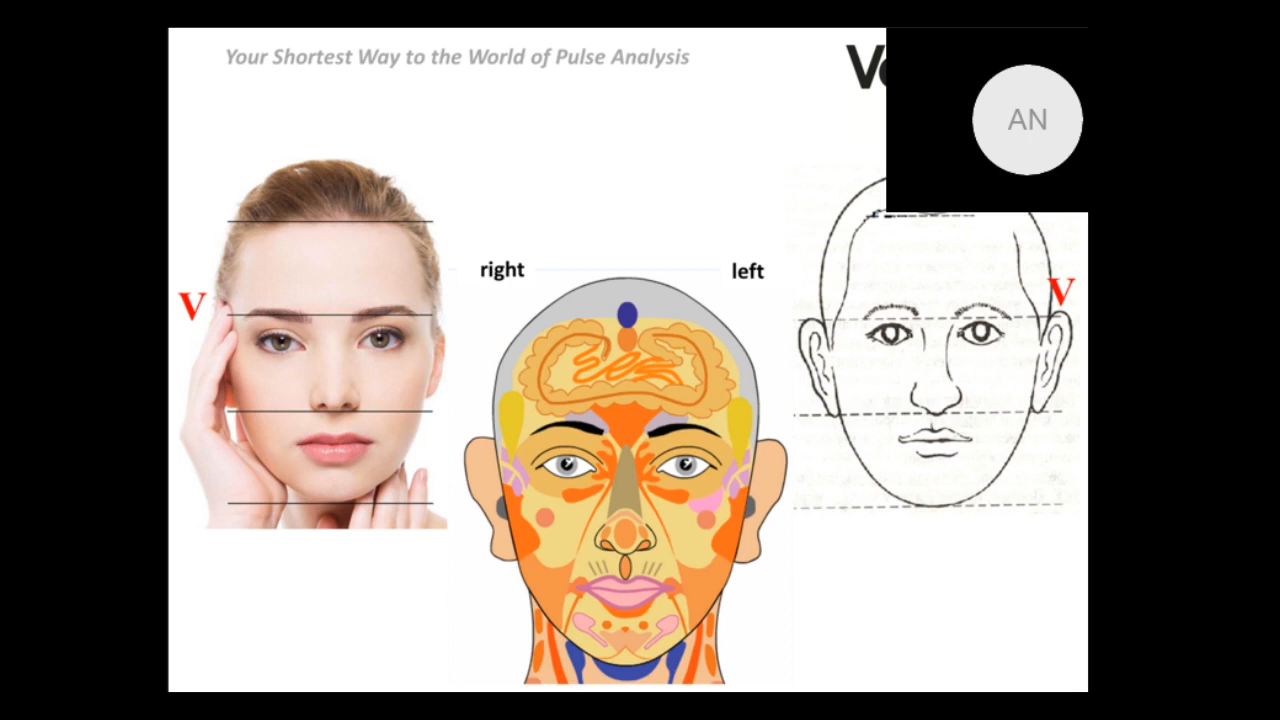 Your Shortest Way to the World of Pulse Analysis
AN
V
right
left
V